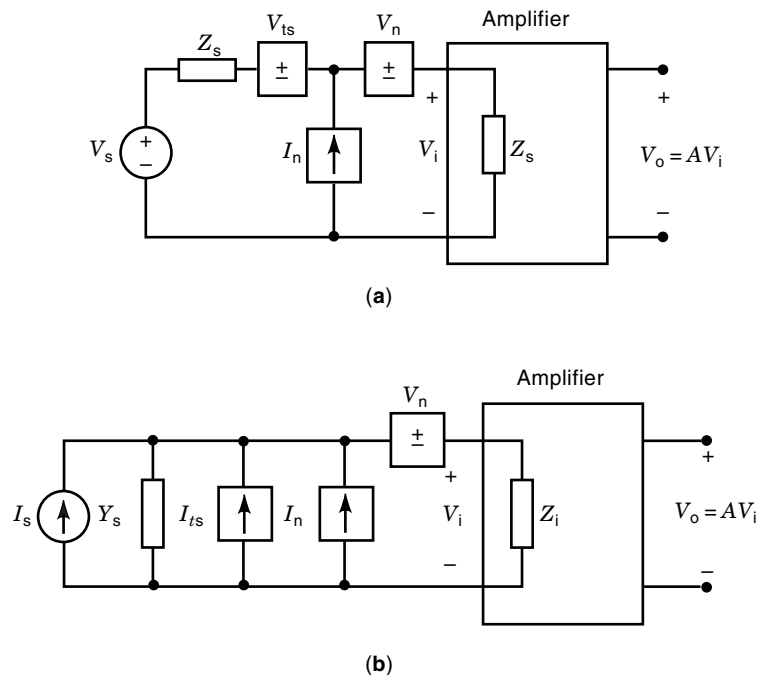 Amplifier
V_ts
V_n
Z_s
±
±
+
+
+
V_s
–
I_n
V_i
Z_s
V_o = AV_i
–
–
(a)
Amplifier
V_n
±
+
+
I_s
Y_s
I_ts
I_n
V_i
Z_i
V_o = AV_i
–
–
(b)